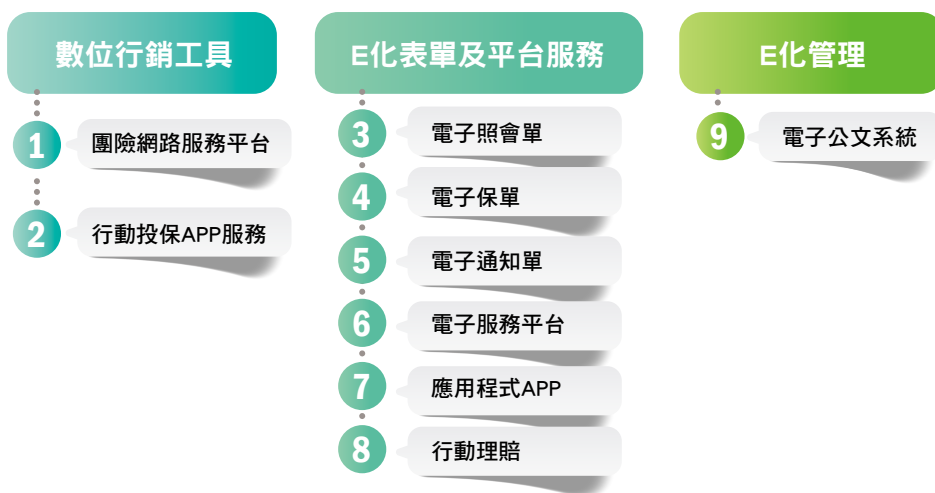 數位行銷工具
1
團險網路服務平台
2
行動投保APP服務
E化表單及平台服務
3
電子照會單
4
電子保單
5
電子通知單
6
電子服務平台
7
應用程式APP
8
行動理賠
E化管理
9
電子公文系統